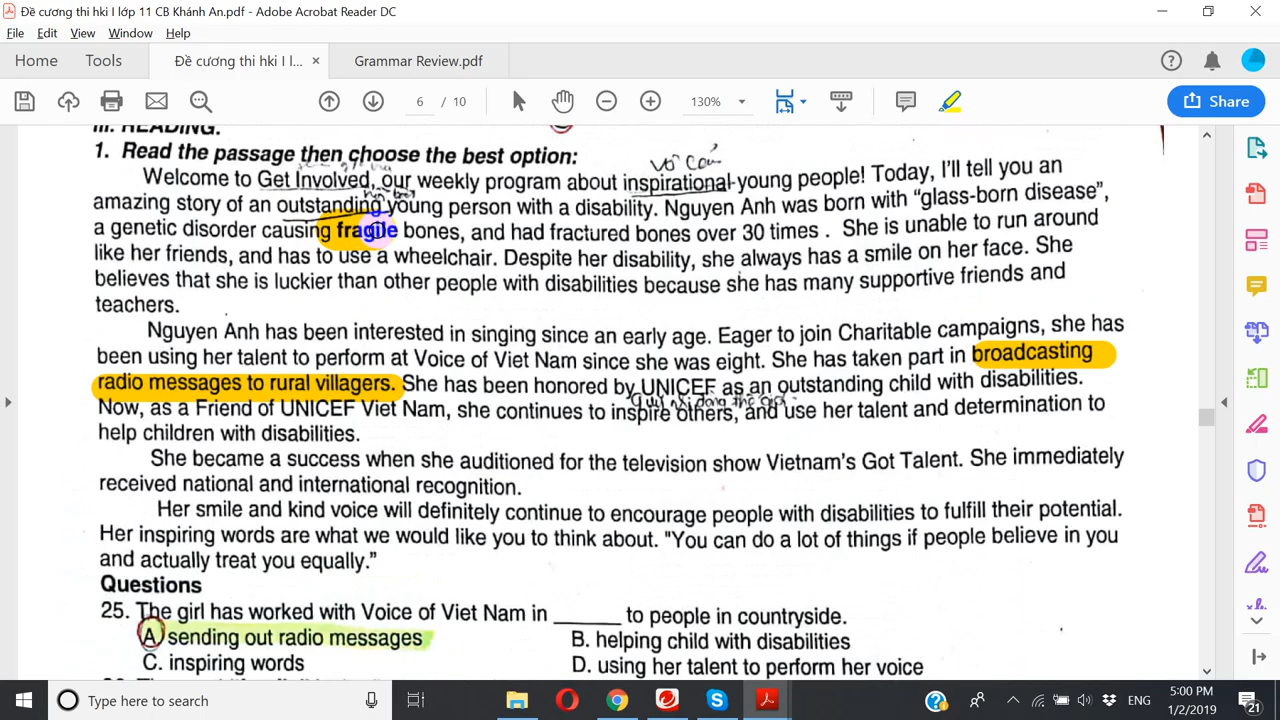 Đề cương thi hki I lớp 11 CB Khánh An.pdf - Adobe Acrobat Reader DC
File Edit View Window Help
Home Tools Đề cương thi hki I l... × Grammar Review.pdf
6 / 10 130% Share
III. READING.
1. Read the passage then choose the best option:
Welcome to Get Involved, our weekly program about inspirational young people! Today, I'll tell you an
amazing story of an outstanding young person with a disability. Nguyen Anh was born with “glass-born disease”,
a genetic disorder causing fragile bones, and had fractured bones over 30 times . She is unable to run around
like her friends, and has to use a wheelchair. Despite her disability, she always has a smile on her face. She
believes that she is luckier than other people with disabilities because she has many supportive friends and
teachers.
Nguyen Anh has been interested in singing since an early age. Eager to join Charitable campaigns, she has
been using her talent to perform at Voice of Viet Nam since she was eight. She has taken part in broadcasting
radio messages to rural villagers. She has been honored by UNICEF as an outstanding child with disabilities.
Now, as a Friend of UNICEF Viet Nam, she continues to inspire others, and use her talent and determination to
help children with disabilities.
She became a success when she auditioned for the television show Vietnam's Got Talent. She immediately
received national and international recognition.
Her smile and kind voice will definitely continue to encourage people with disabilities to fulfill their potential.
Her inspiring words are what we would like you to think about. "You can do a lot of things if people believe in you
and actually treat you equally.”
Questions
25. The girl has worked with Voice of Viet Nam in ______ to people in countryside.
A. sending out radio messages B. helping child with disabilities
C. inspiring words D. using her talent to perform her voice
Type here to search
ENG
5:00 PM
1/2/2019
21